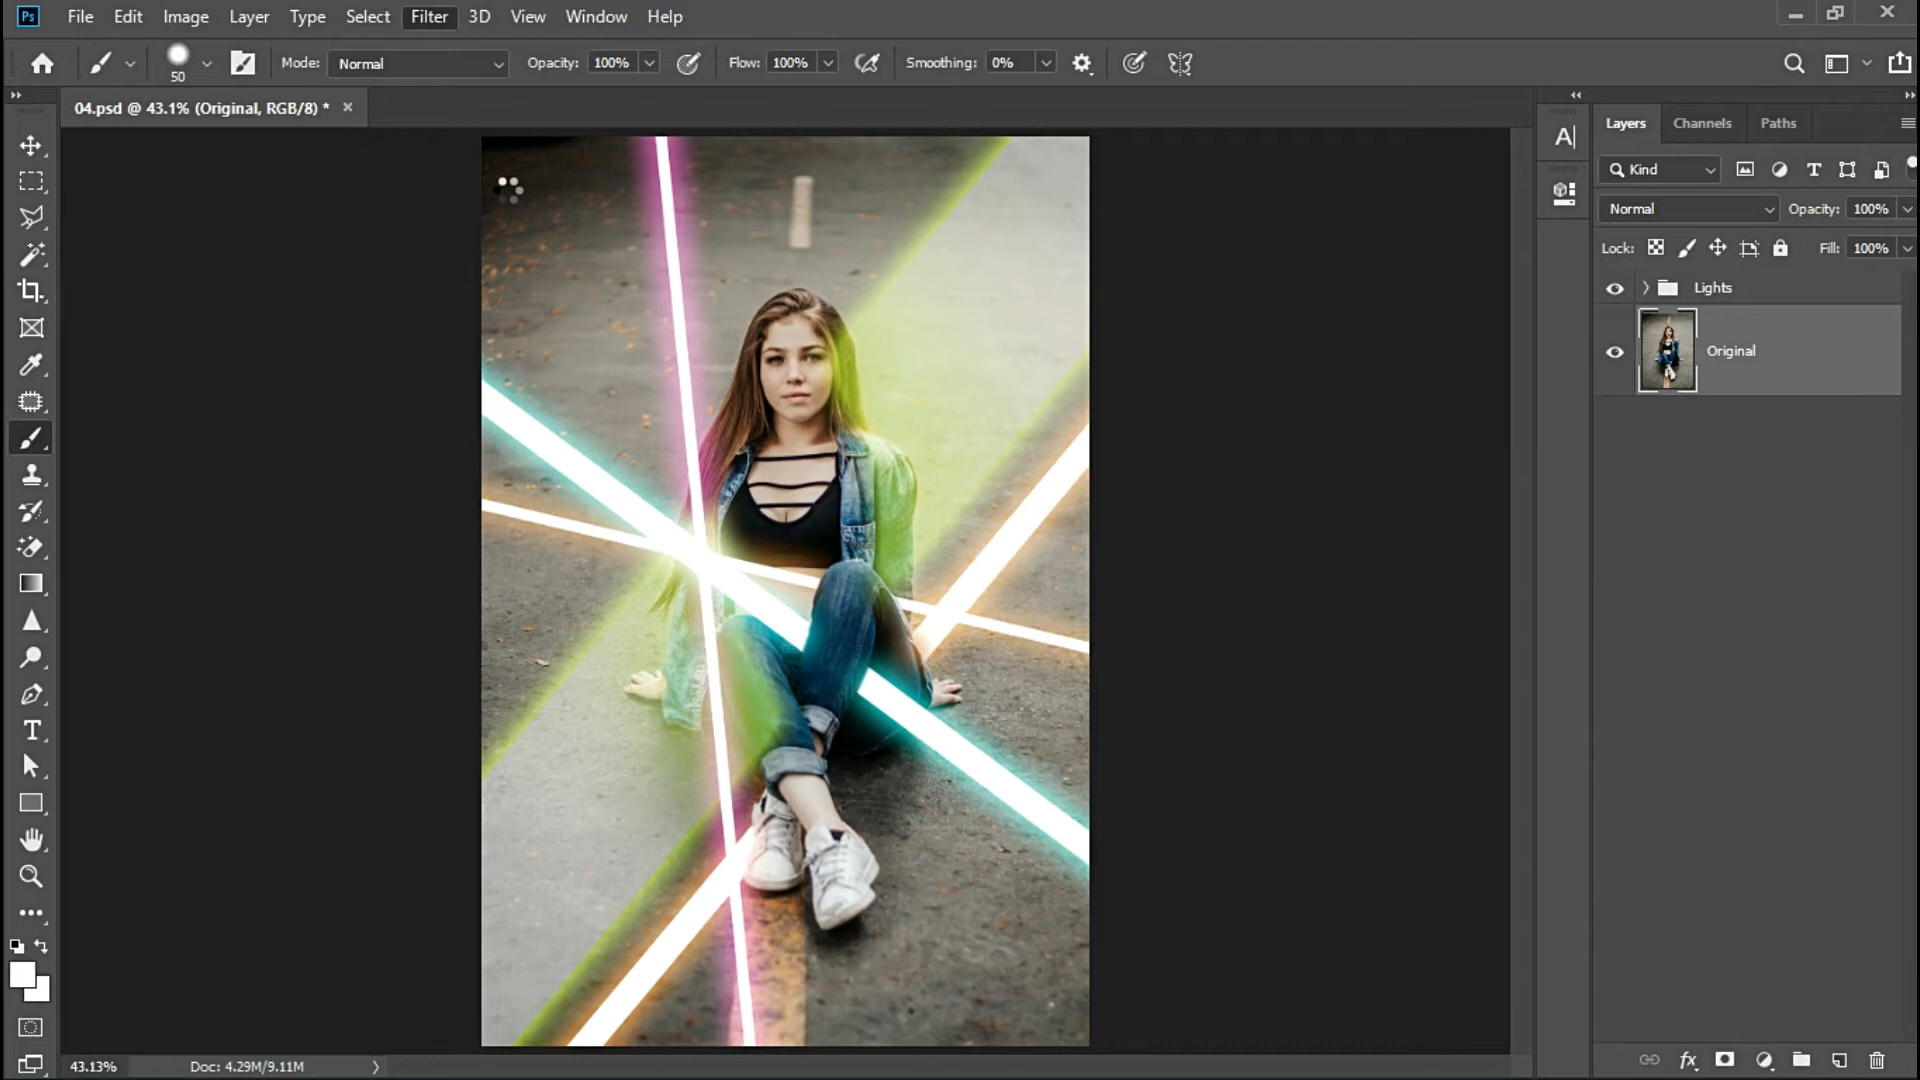 Ps File Edit Image Layer Type Select Filter 3D View Window Help
50 Mode: Normal Opacity: 100% Flow: 100% Smoothing: 0%
04.psd @ 43.1% (Original, RGB/8) *
A
Layers Channels Paths
Kind
Normal Opacity: 100%
Lock: Fill: 100%
Lights
Original
fx
43.13% Doc: 4.29M/9.11M